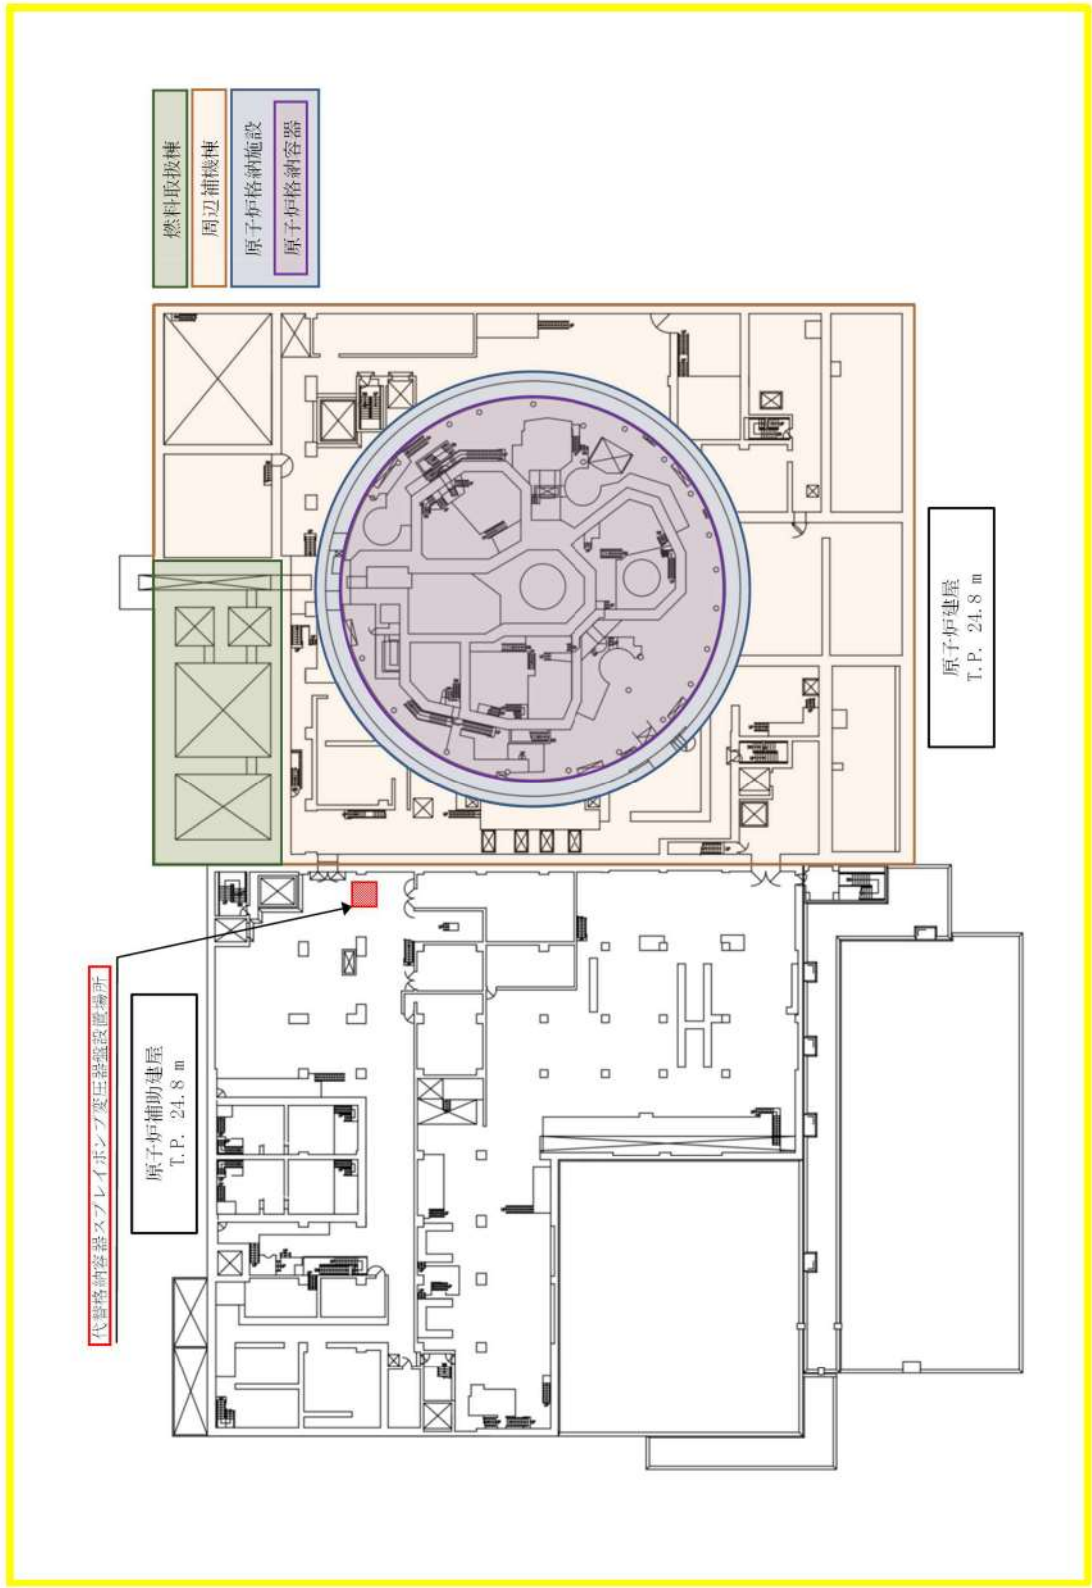 代替格納容器スプレイポンプ変圧器盤設置場所
原子炉補助建屋
T.P. 24.8 m
燃料取扱棟
周辺補機棟
原子炉格納施設
原子炉格納容器
原子炉建屋
T.P. 24.8 m